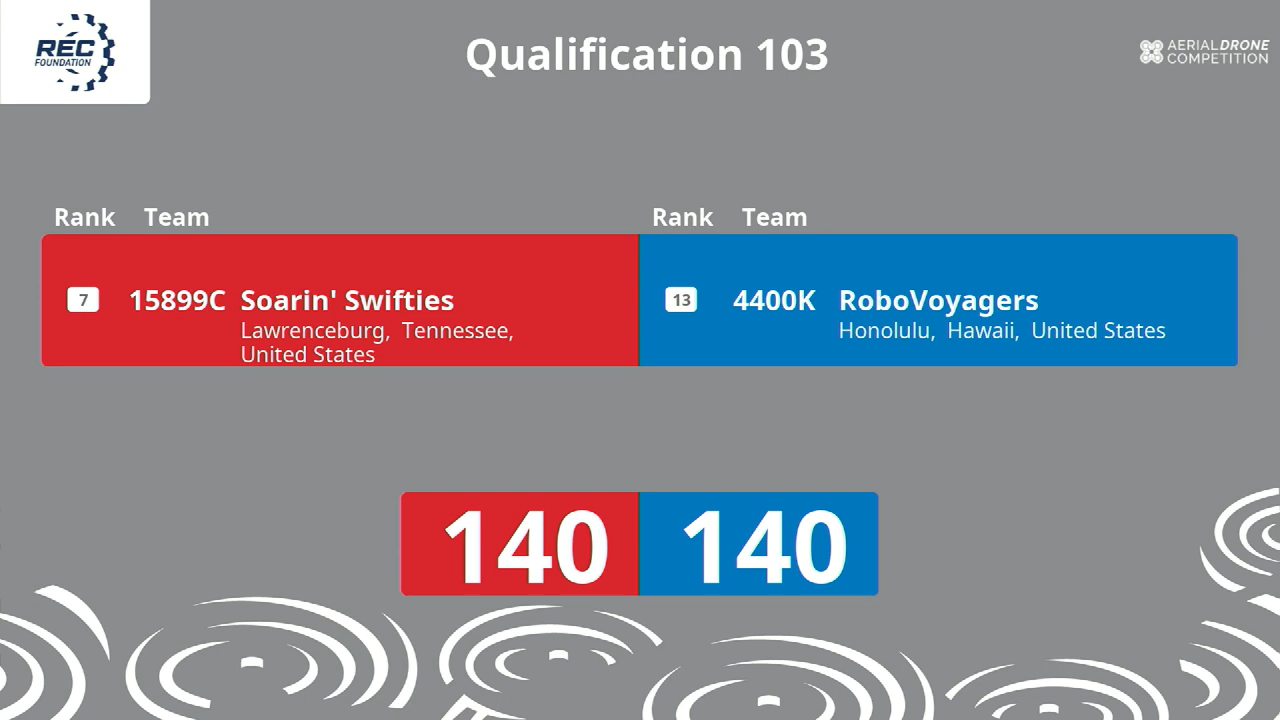 REC
FOUNDATION
Qualification 103
AERIALDRONE
COMPETITION
Rank Team
Rank Team
7 15899C Soarin' Swifties
Lawrenceburg, Tennessee,
United States
13 4400K RoboVoyagers
Honolulu, Hawaii, United States
140 140